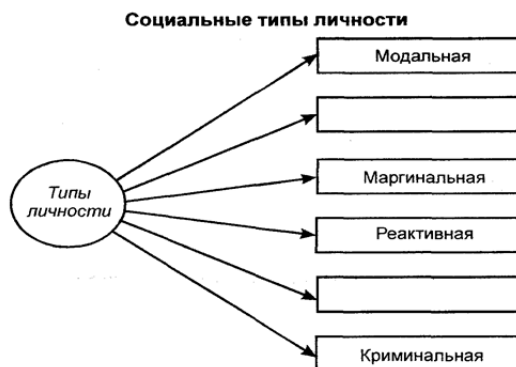 Социальные типы личности
Модальная
Типы
личности
Маргинальная
Реактивная
Криминальная